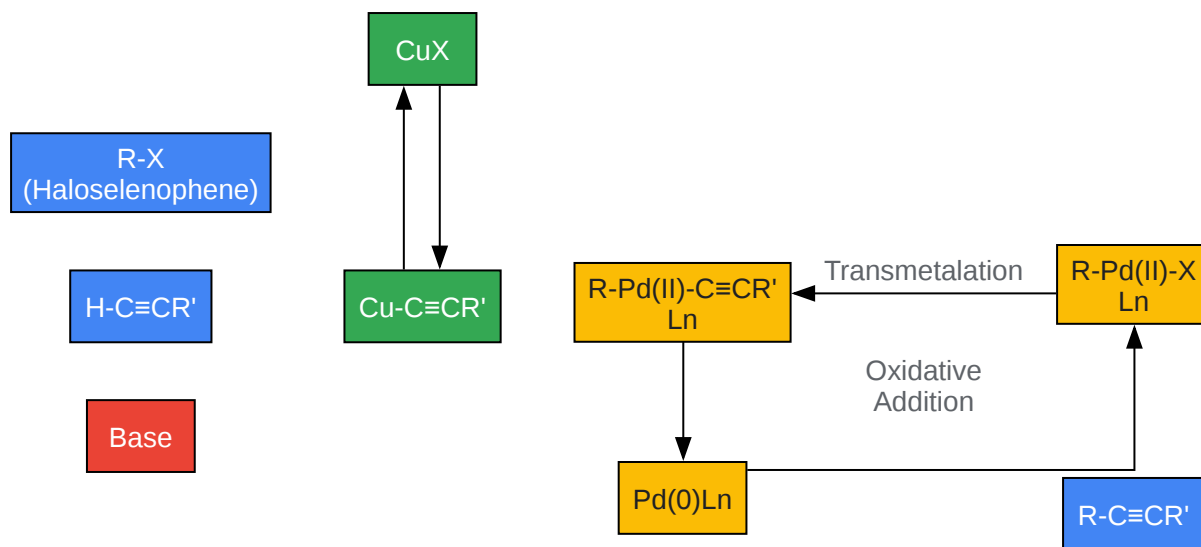 CuX
R-X
(Haloselenophene)
H-C≡CR'
Cu-C≡CR'
R-Pd(II)-C≡CR'
Ln
Transmetalation
R-Pd(II)-X
Ln
Oxidative
Addition
Base
Pd(0)Ln
R-C≡CR'